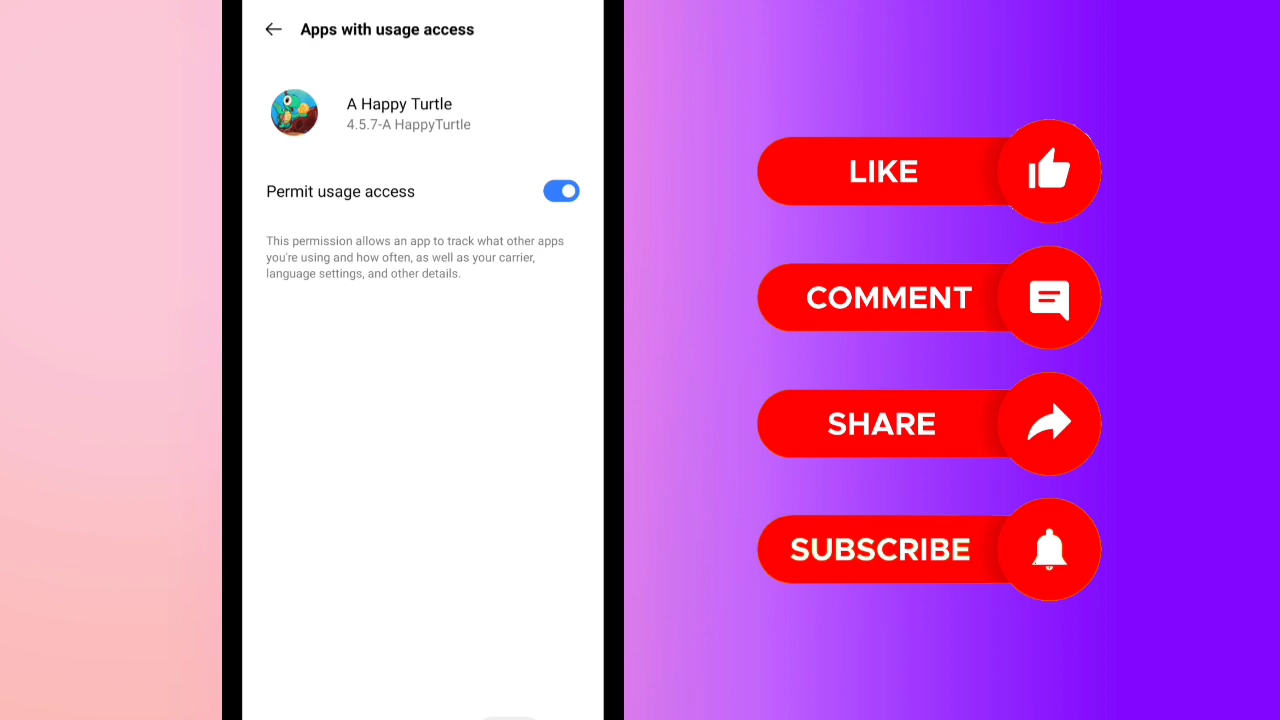 Apps with usage access
A Happy Turtle
4.5.7-A HappyTurtle
Permit usage access
This permission allows an app to track what other apps
you're using and how often, as well as your carrier,
language settings, and other details.
LIKE
COMMENT
SHARE
SUBSCRIBE